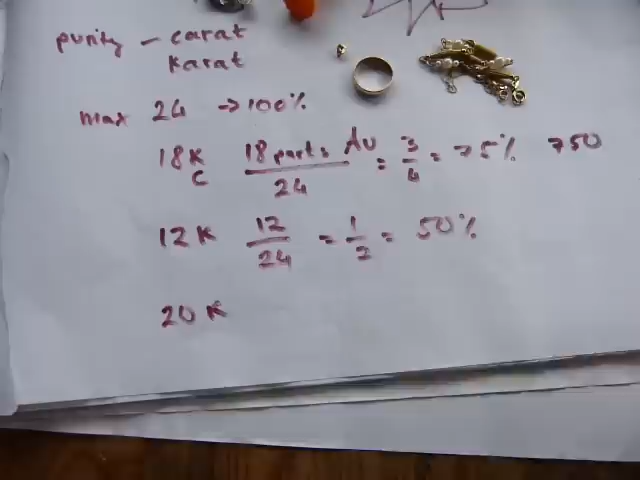 purity - carat
Karat
max 24 → 100%
18K C 18 parts Au / 24 = 3/4 = 75% 750
12K 12/24 = 1/2 = 50%
20K